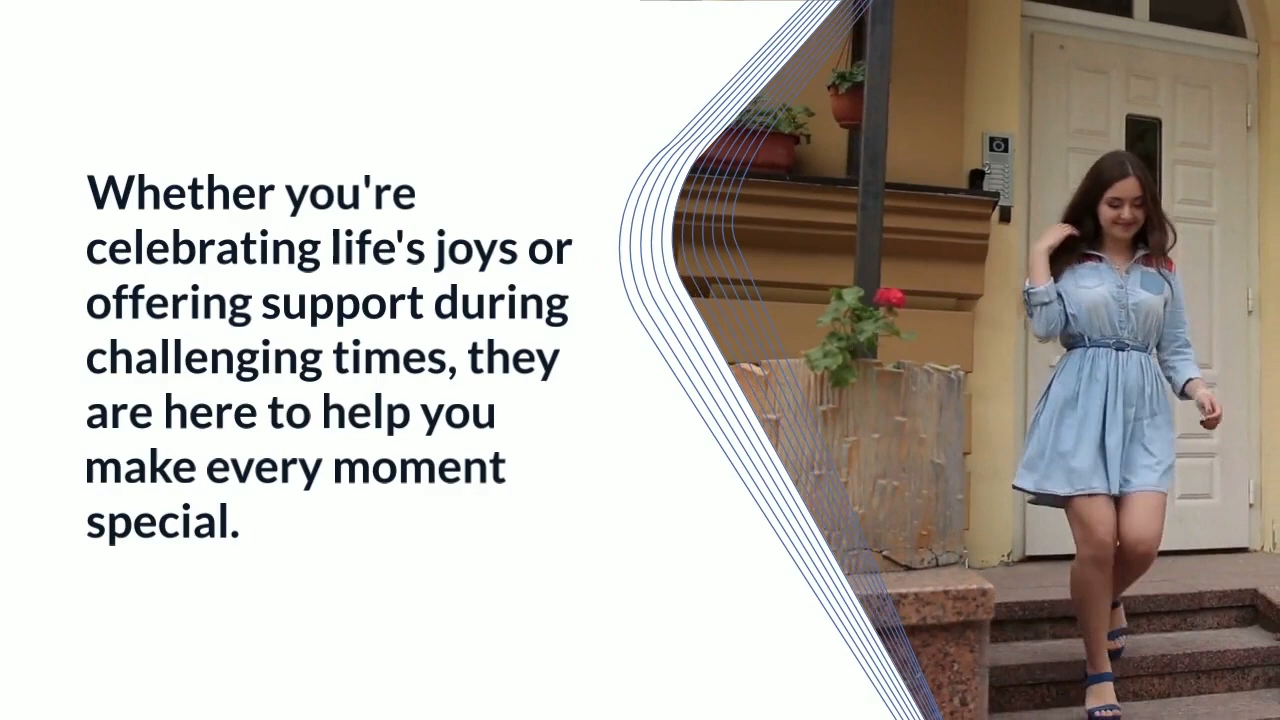 Whether you're
celebrating life's joys or
offering support during
challenging times, they
are here to help you
make every moment
special.